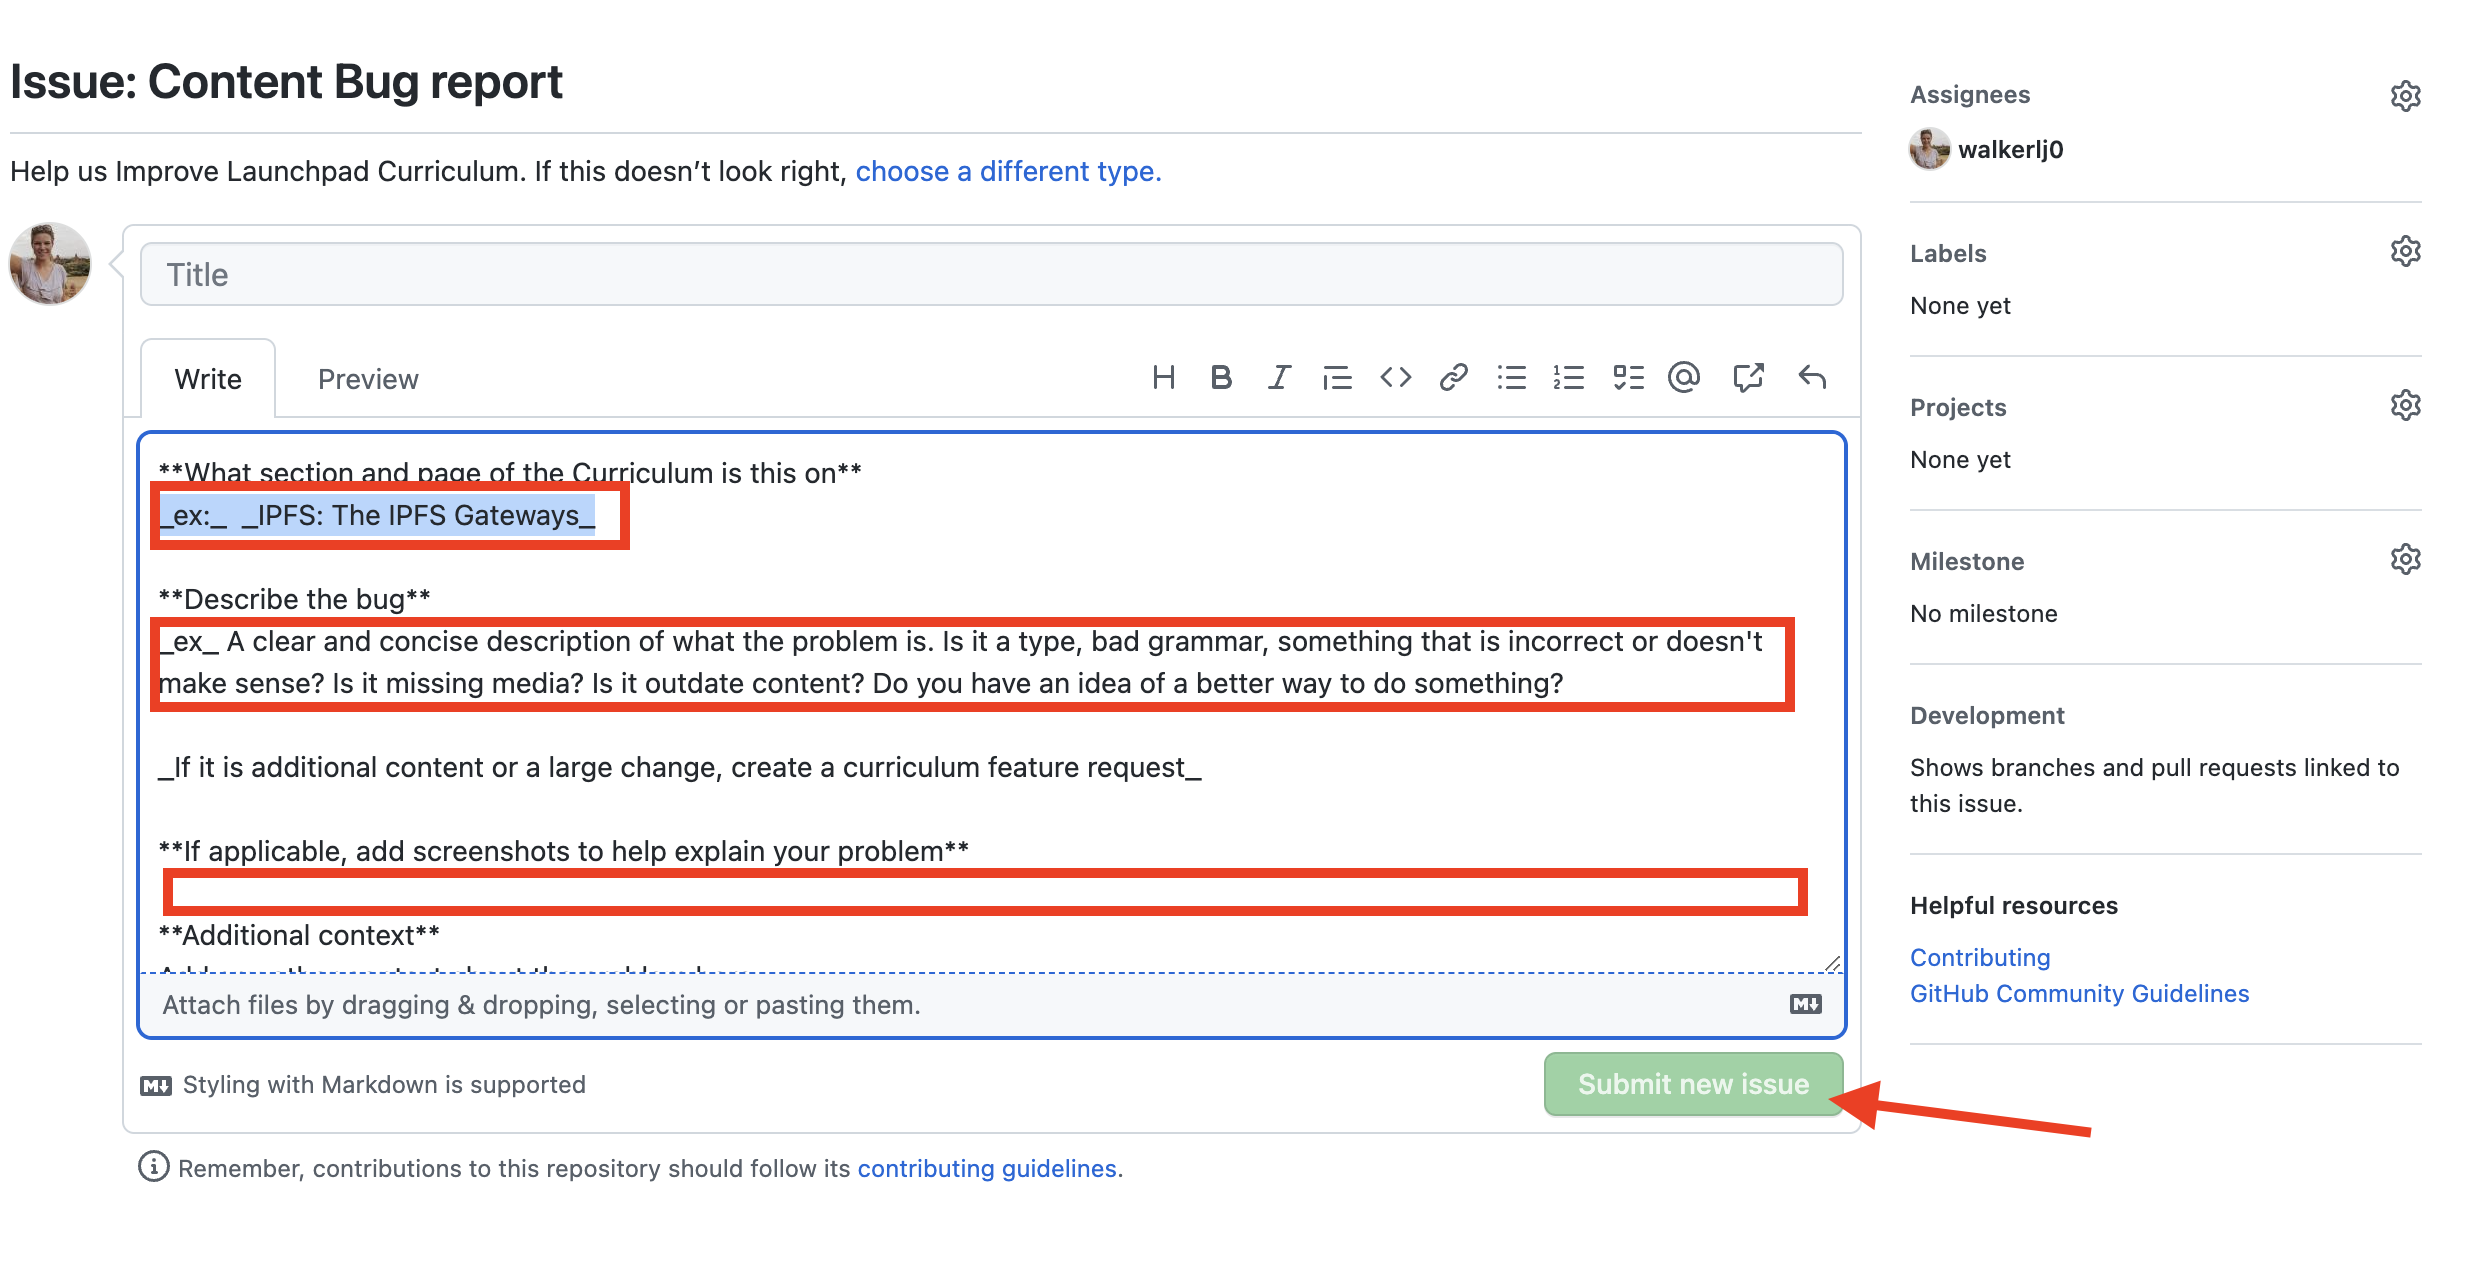 Issue: Content Bug report
Help us Improve Launchpad Curriculum. If this doesn’t look right, choose a different type.
Title
Write
Preview
**What section and page of the Curriculum is this on**
_ex:_  _IPFS: The IPFS Gateways_
**Describe the bug**
_ex_ A clear and concise description of what the problem is. Is it a type, bad grammar, something that is incorrect or doesn't
make sense? Is it missing media? Is it outdate content? Do you have an idea of a better way to do something?
_If it is additional content or a large change, create a curriculum feature request_
**If applicable, add screenshots to help explain your problem**
**Additional context**
Attach files by dragging & dropping, selecting or pasting them.
Styling with Markdown is supported
Submit new issue
Remember, contributions to this repository should follow its contributing guidelines.
Assignees
walkerlj0
Labels
None yet
Projects
None yet
Milestone
No milestone
Development
Shows branches and pull requests linked to
this issue.
Helpful resources
Contributing
GitHub Community Guidelines